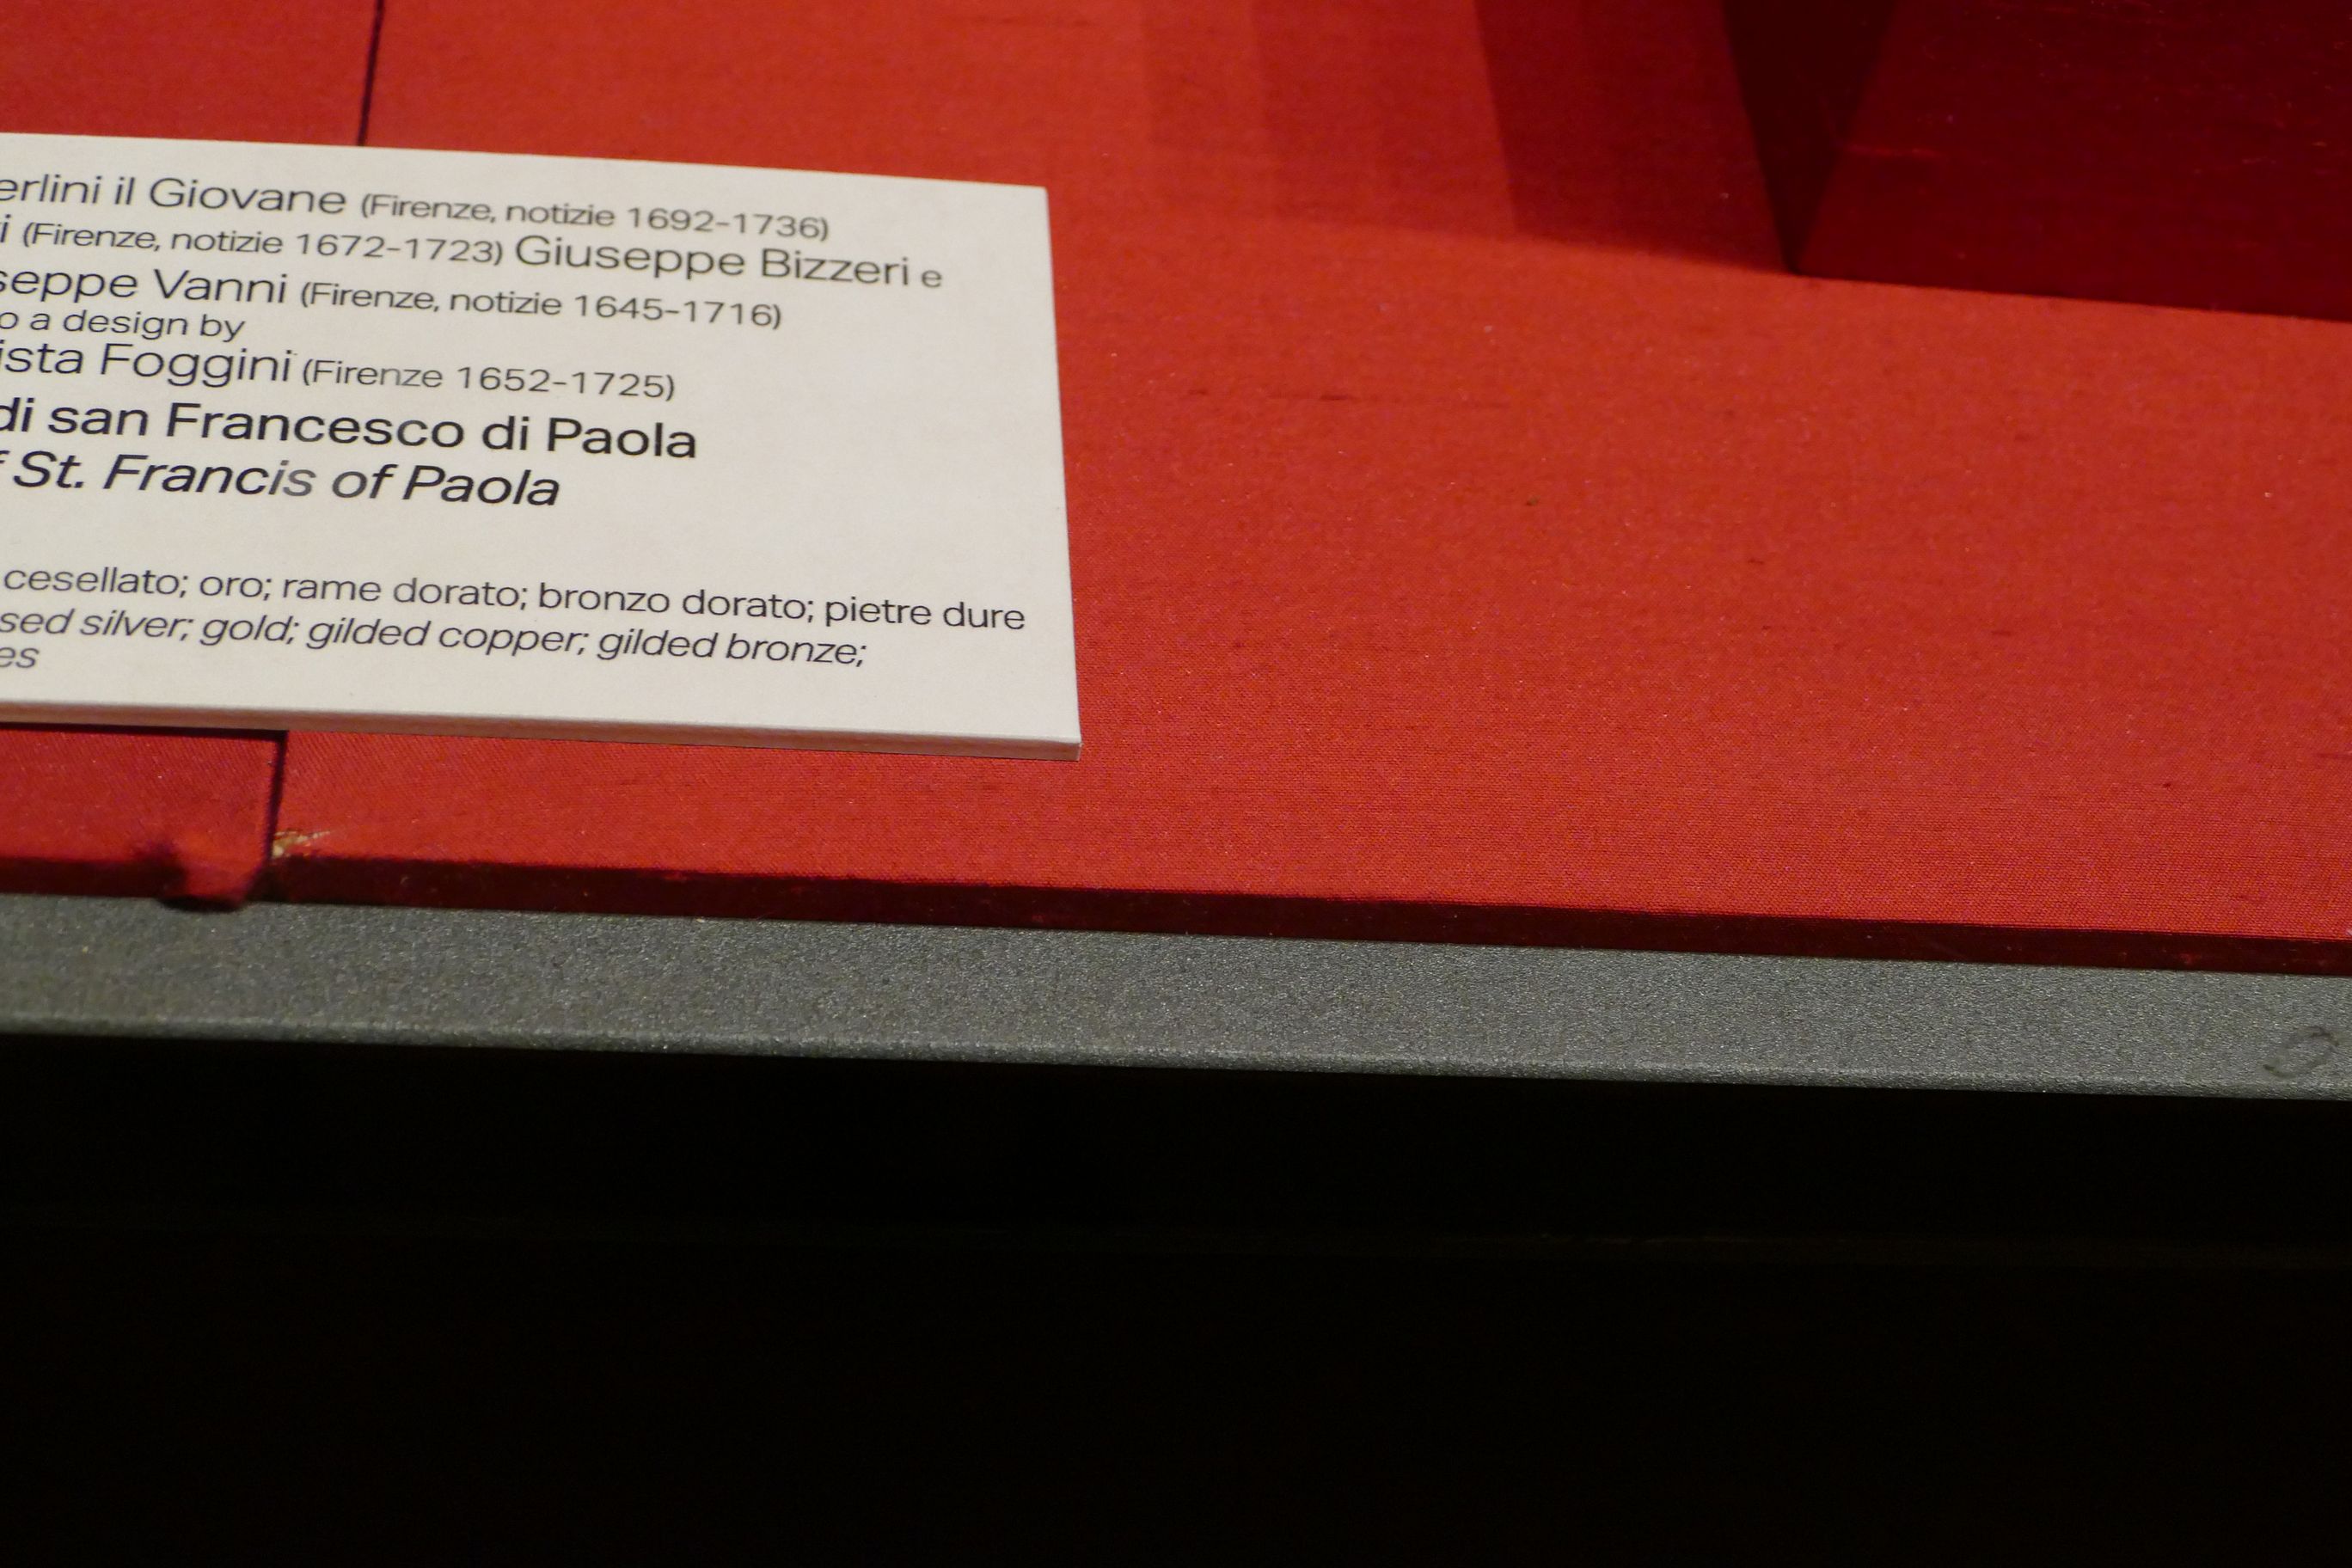 erlini il Giovane (Firenze, notizie 1692-1736)
i (Firenze, notizie 1672-1723) Giuseppe Bizzeri e
seppe Vanni (Firenze, notizie 1645-1716)
o a design by
ista Foggini (Firenze 1652-1725)
di san Francesco di Paola
f St. Francis of Paola
cesellato; oro; rame dorato; bronzo dorato; pietre dure
sed silver; gold; gilded copper; gilded bronze;
es